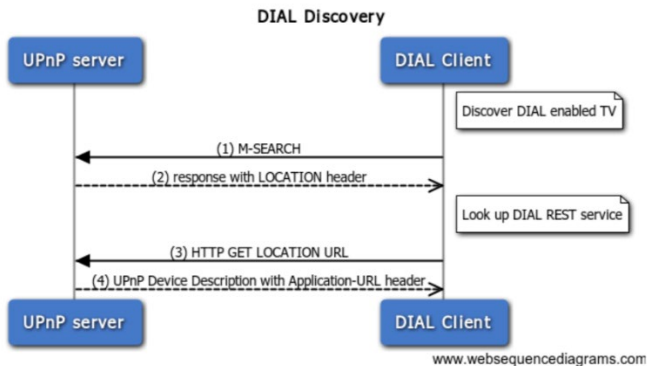 DIAL Discovery
UPnP server
DIAL Client
Discover DIAL enabled TV
(1) M-SEARCH
(2) response with LOCATION header
Look up DIAL REST service
(3) HTTP GET LOCATION URL
(4) UPnP Device Description with Application-URL header
UPnP server
DIAL Client
www.websequencediagrams.com